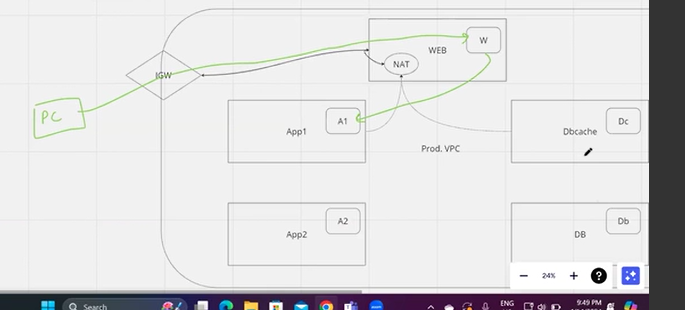 W
WEB
NAT
IGW
PC
App1
A1
Dbcache
Dc
Prod. VPC
App2
A2
DB
Db
24%
Search
ENG
9:49 PM